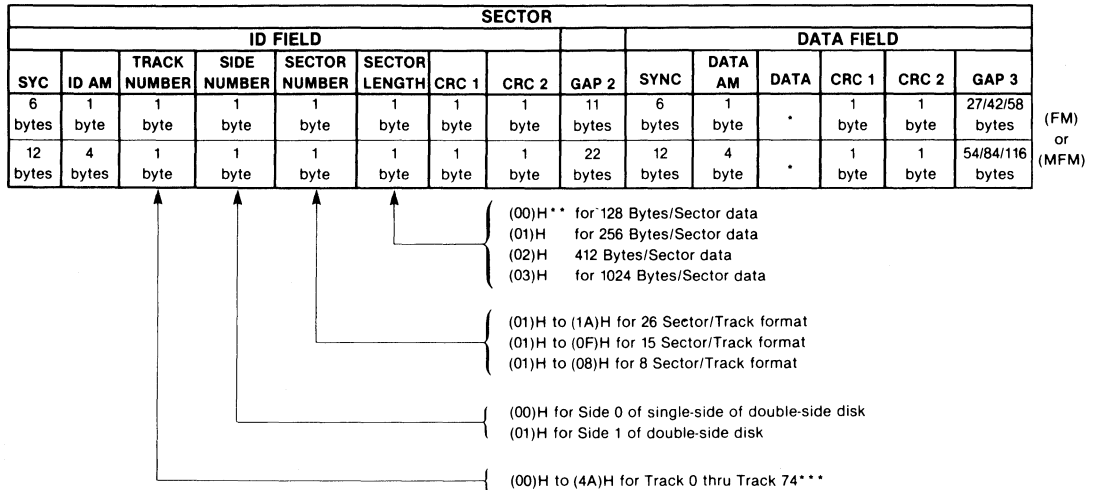 SECTOR
ID FIELD DATA FIELD
SYC ID AM TRACK NUMBER SIDE NUMBER SECTOR NUMBER SECTOR LENGTH CRC 1 CRC 2 GAP 2 SYNC DATA AM DATA CRC 1 CRC 2 GAP 3
6 bytes 1 byte 1 byte 1 byte 1 byte 1 byte 1 byte 1 byte 11 bytes 6 bytes 1 byte * 1 byte 1 byte 27/42/58 bytes (FM)
or
12 bytes 4 bytes 1 byte 1 byte 1 byte 1 byte 1 byte 1 byte 22 bytes 12 bytes 4 bytes * 1 byte 1 byte 54/84/116 bytes (MFM)
(00)H** for 128 Bytes/Sector data
(01)H for 256 Bytes/Sector data
(02)H 412 Bytes/Sector data
(03)H for 1024 Bytes/Sector data
(01)H to (1A)H for 26 Sector/Track format
(01)H to (0F)H for 15 Sector/Track format
(01)H to (08)H for 8 Sector/Track format
(00)H for Side 0 of single-side of double-side disk
(01)H for Side 1 of double-side disk
(00)H to (4A)H for Track 0 thru Track 74***